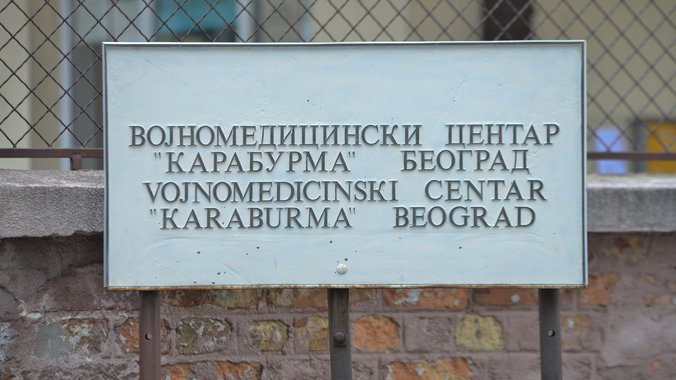 ВОЈНОМЕДИЦИНСКИ ЦЕНТАР
"КАРАБУРМА" БЕОГРАД
VOJNOMEDICINSKI CENTAR
"KARABURMA" BEOGRAD